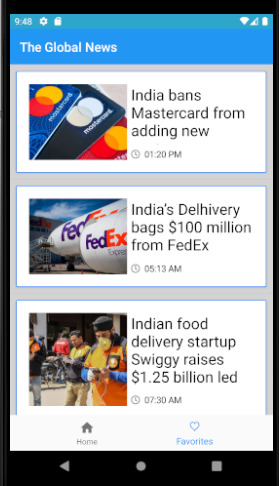 9:48
The Global News
mastercard
India bans
Mastercard from
adding new
01:20 PM
FedEx
FedEx
Express
India's Delhivery
bags $100 million
from FedEx
05:13 AM
Indian food
delivery startup
Swiggy raises
$1.25 billion led
07:30 AM
Home
Favorites